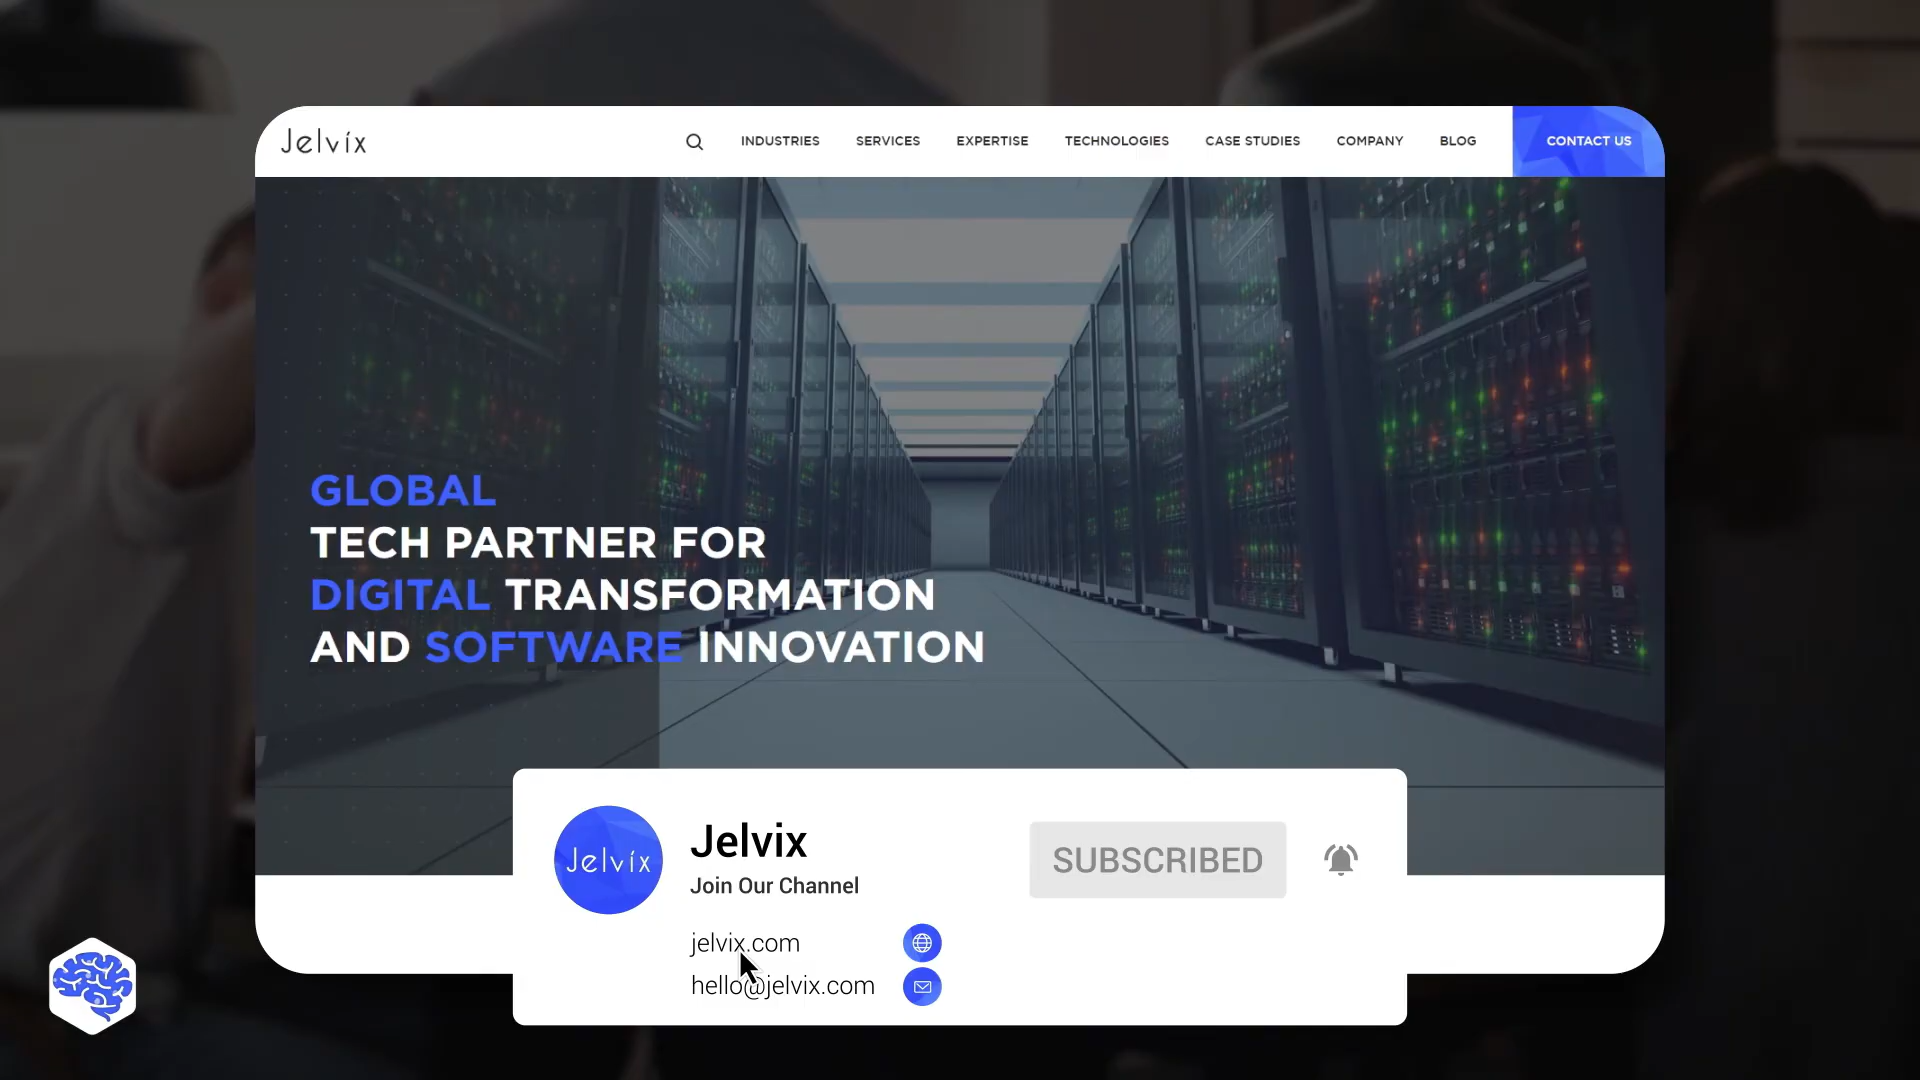 Jelvix
INDUSTRIES
SERVICES
EXPERTISE
TECHNOLOGIES
CASE STUDIES
COMPANY
BLOG
CONTACT US
GLOBAL
TECH PARTNER FOR
DIGITAL TRANSFORMATION
AND SOFTWARE INNOVATION
Jelvix
Jelvix
Join Our Channel
SUBSCRIBED
jelvix.com
hello@jelvix.com